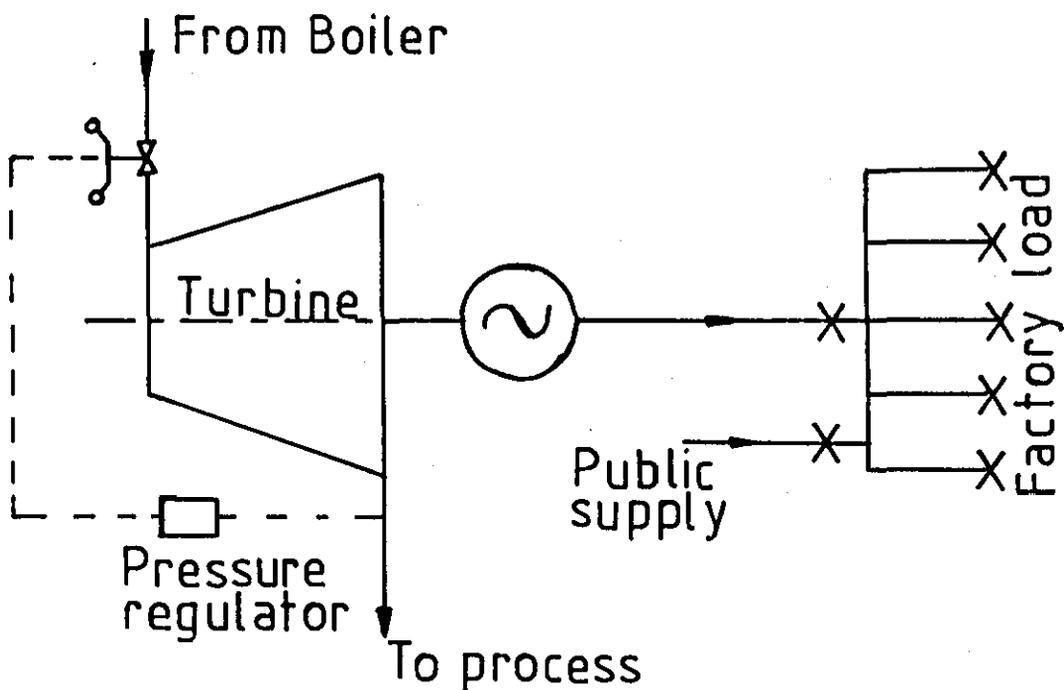 From Boiler
Turbine
Public
supply
Factory load
Pressure
regulator
To process